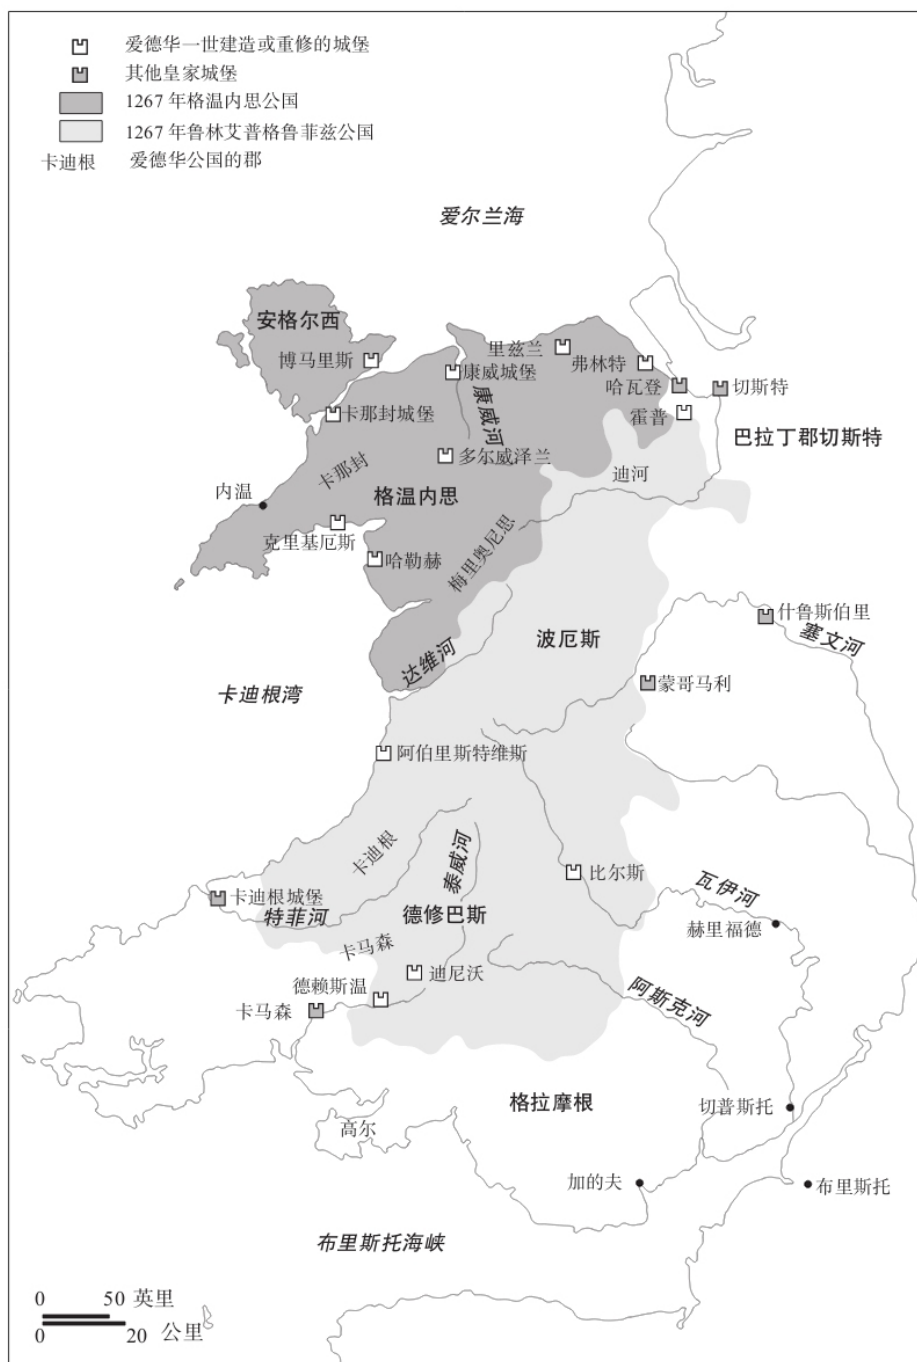 爱德华一世建造或重修的城堡
其他皇家城堡
1267 年格温内思公国
1267 年鲁林艾普格鲁菲兹公国
卡迪根 爱德华公国的郡
爱尔兰海
安格尔西
博马里斯
里兹兰
弗林特
康威城堡
哈瓦登
切斯特
卡那封城堡
康威河
霍普
巴拉丁郡切斯特
多尔威泽兰
卡那封
迪河
内温
格温内思
克里基厄斯
哈勒赫
梅里奥尼思
什鲁斯伯里
塞文河
波厄斯
达维河
卡迪根湾
蒙哥马利
阿伯里斯特维斯
卡迪根
泰威河
比尔斯
瓦伊河
卡迪根城堡
特菲河
德修巴斯
赫里福德
卡马森
迪尼沃
德赖斯温
阿斯克河
卡马森
格拉摩根
切普斯托
高尔
加的夫
布里斯托
布里斯托海峡
0 50 英里
0 20 公里